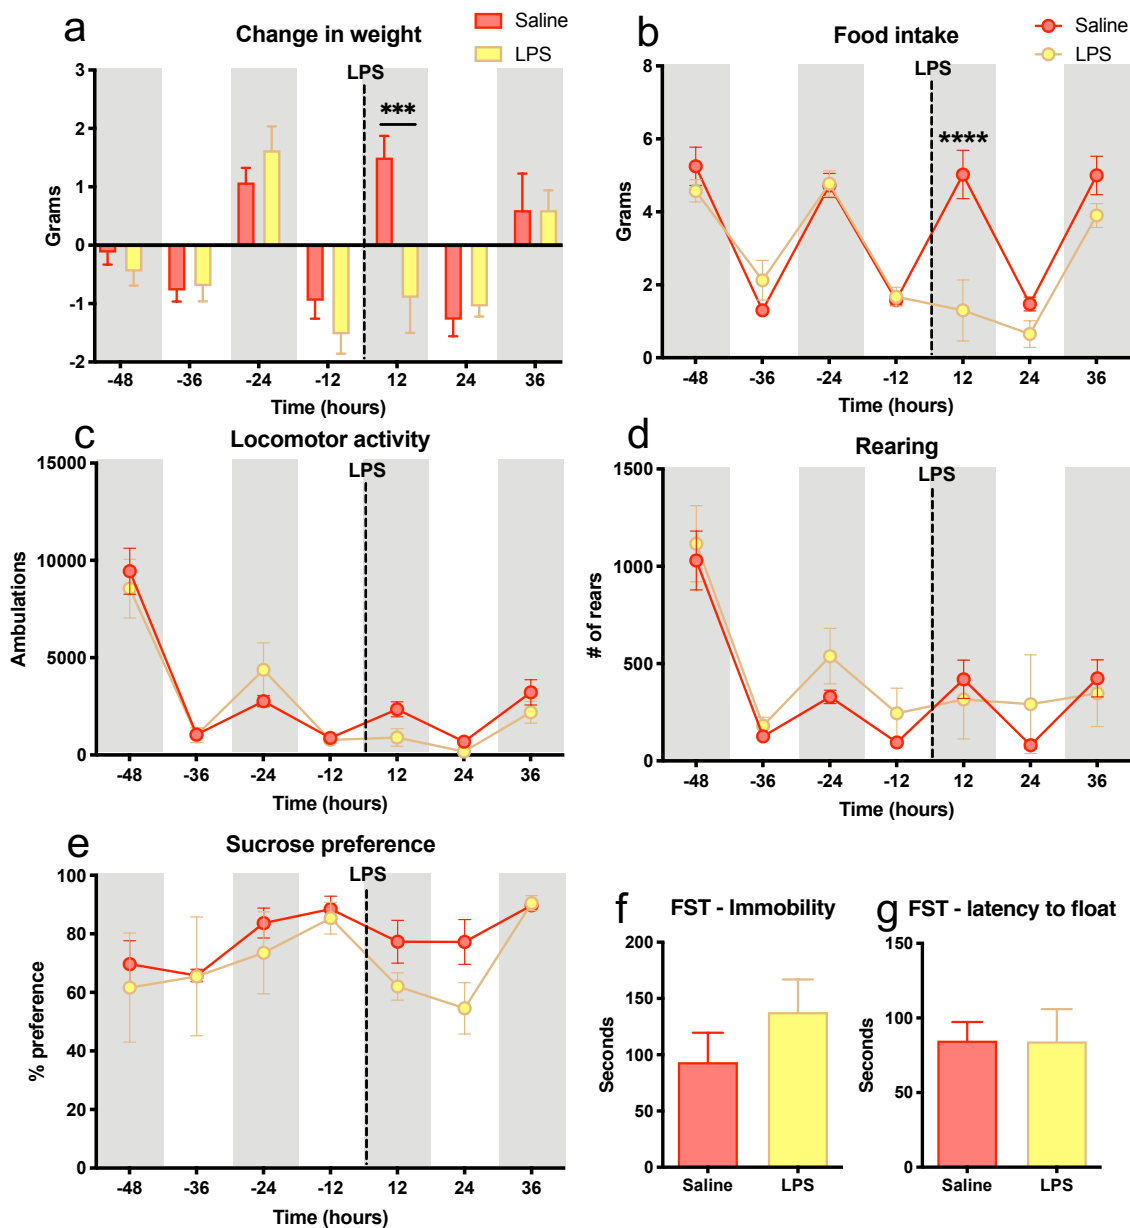 a
Change in weight
Saline
LPS
LPS
***
3
2
1
0
-1
-2
Grams
-48 -36 -24 -12 12 24 36
Time (hours)
b
Food intake
Saline
LPS
LPS
****
8
6
4
2
0
Grams
-48 -36 -24 -12 12 24 36
Time (hours)
c
Locomotor activity
LPS
15000
10000
5000
0
Ambulations
-48 -36 -24 -12 12 24 36
Time (hours)
d
Rearing
LPS
1500
1000
500
0
# of rears
-48 -36 -24 -12 12 24 36
Time (hours)
e
Sucrose preference
LPS
100
80
60
40
20
0
% preference
-48 -36 -24 -12 12 24 36
Time (hours)
f
FST - Immobility
200
150
100
50
0
Seconds
Saline LPS
g
FST - latency to float
150
100
50
0
Seconds
Saline LPS